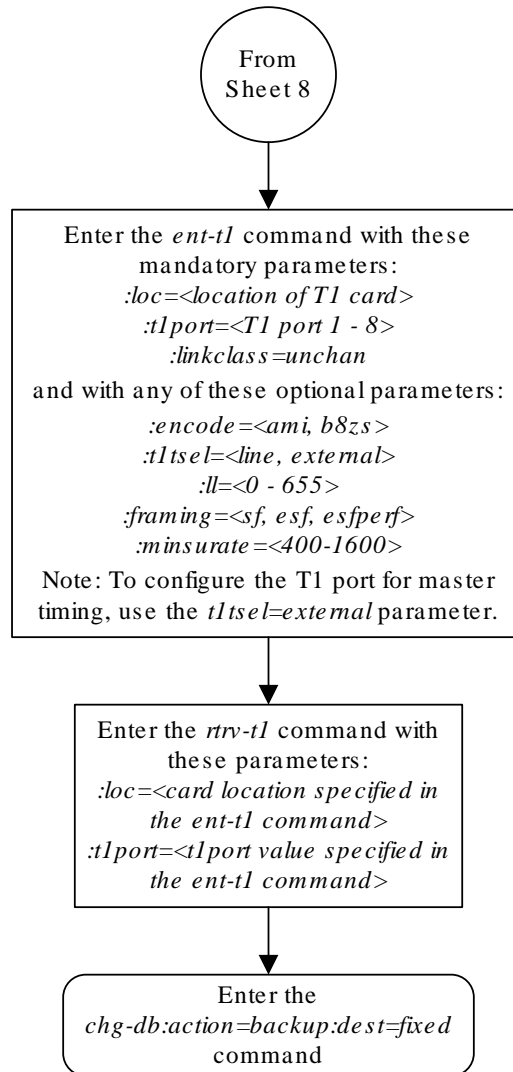 From
Sheet 8
Enter the ent-t1 command with these
mandatory parameters:
:loc=<location of T1 card>
:t1port=<T1 port 1 - 8>
:linkclass=unchan
and with any of these optional parameters:
:encode=<ami, b8zs>
:t1tsel=<line, external>
:ll=<0 - 655>
:framing=<sf, esf, esfperf>
:minsurate=<400-1600>
Note: To configure the T1 port for master
timing, use the t1tsel=external parameter.
Enter the rtrv-t1 command with
these parameters:
:loc=<card location specified in
the ent-t1 command>
:t1port=<t1port value specified in
the ent-t1 command>
Enter the
chg-db:action=backup:dest=fixed
command